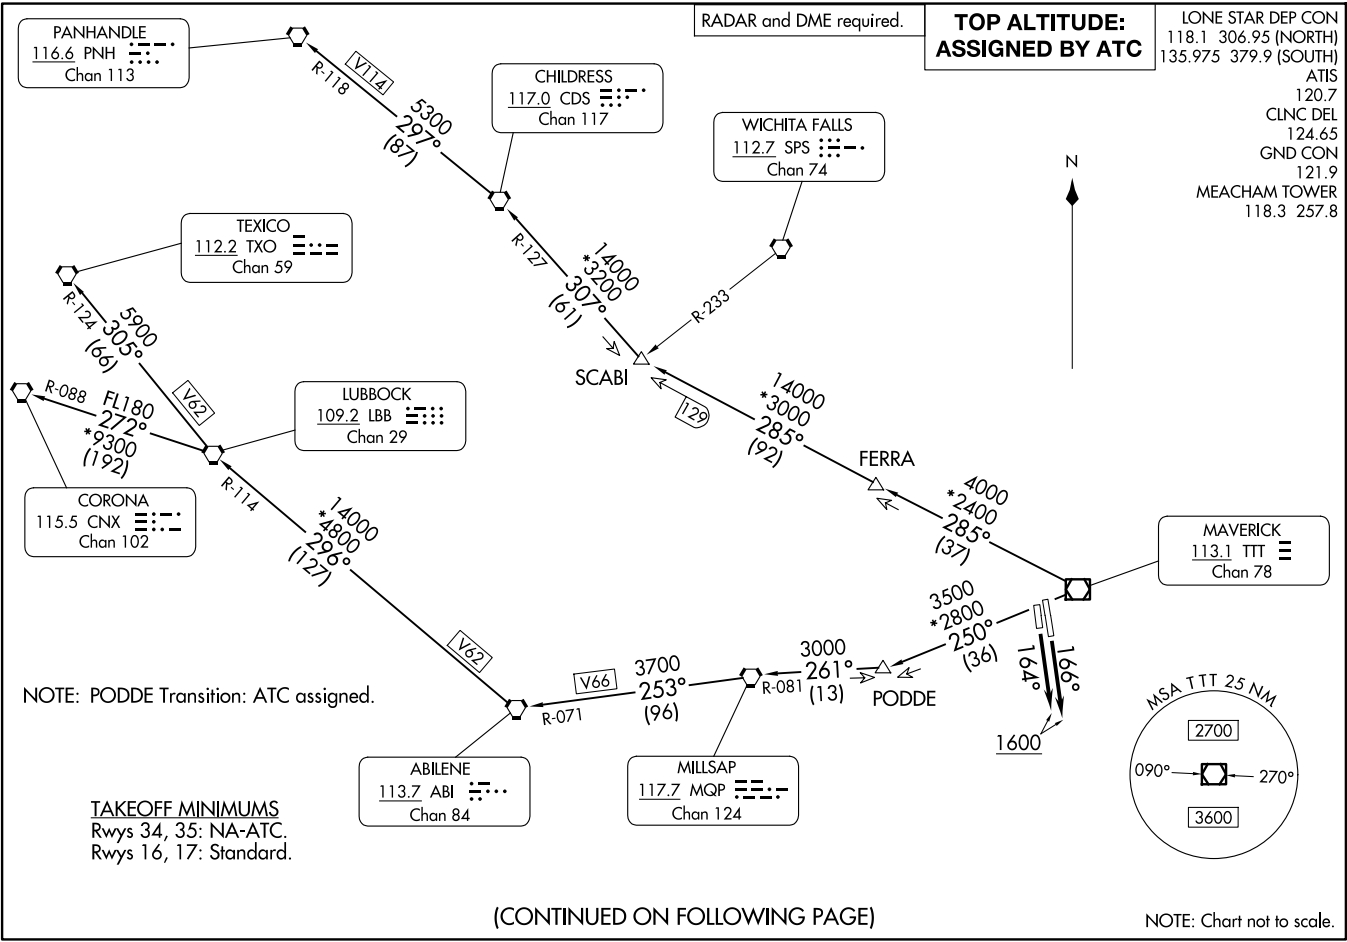 PANHANDLE
116.6 PNH
Chan 113
RADAR and DME required.
TOP ALTITUDE:
ASSIGNED BY ATC
LONE STAR DEP CON
118.1 306.95 (NORTH)
135.975 379.9 (SOUTH)
ATIS
120.7
CLNC DEL
124.65
GND CON
121.9
MEACHAM TOWER
118.3 257.8
R-118
V114
5300
297°
(87)
CHILDRESS
117.0 CDS
Chan 117
WICHITA FALLS
112.7 SPS
Chan 74
N
TEXICO
112.2 TXO
Chan 59
R-127
14000
*3200
307°
(61)
R-233
SCABI
129
R-124
5900
305°
(66)
V62
R-088
FL180
272°
*9300
(192)
LUBBOCK
109.2 LBB
Chan 29
14000
*3000
285°
(92)
FERRA
CORONA
115.5 CNX
Chan 102
R-114
14000
*4800
296°
(127)
V62
4000
*2400
285°
(37)
MAVERICK
113.1 TTT
Chan 78
3500
*2800
250°
(36)
164°
166°
1600
3000
261°
(13)
R-081
PODDE
V66
3700
253°
(96)
R-071
NOTE: PODDE Transition: ATC assigned.
ABILENE
113.7 ABI
Chan 84
MILLSAP
117.7 MQP
Chan 124
MSA TTT 25 NM
2700
090°
270°
3600
TAKEOFF MINIMUMS
Rwys 34, 35: NA-ATC.
Rwys 16, 17: Standard.
(CONTINUED ON FOLLOWING PAGE)
NOTE: Chart not to scale.